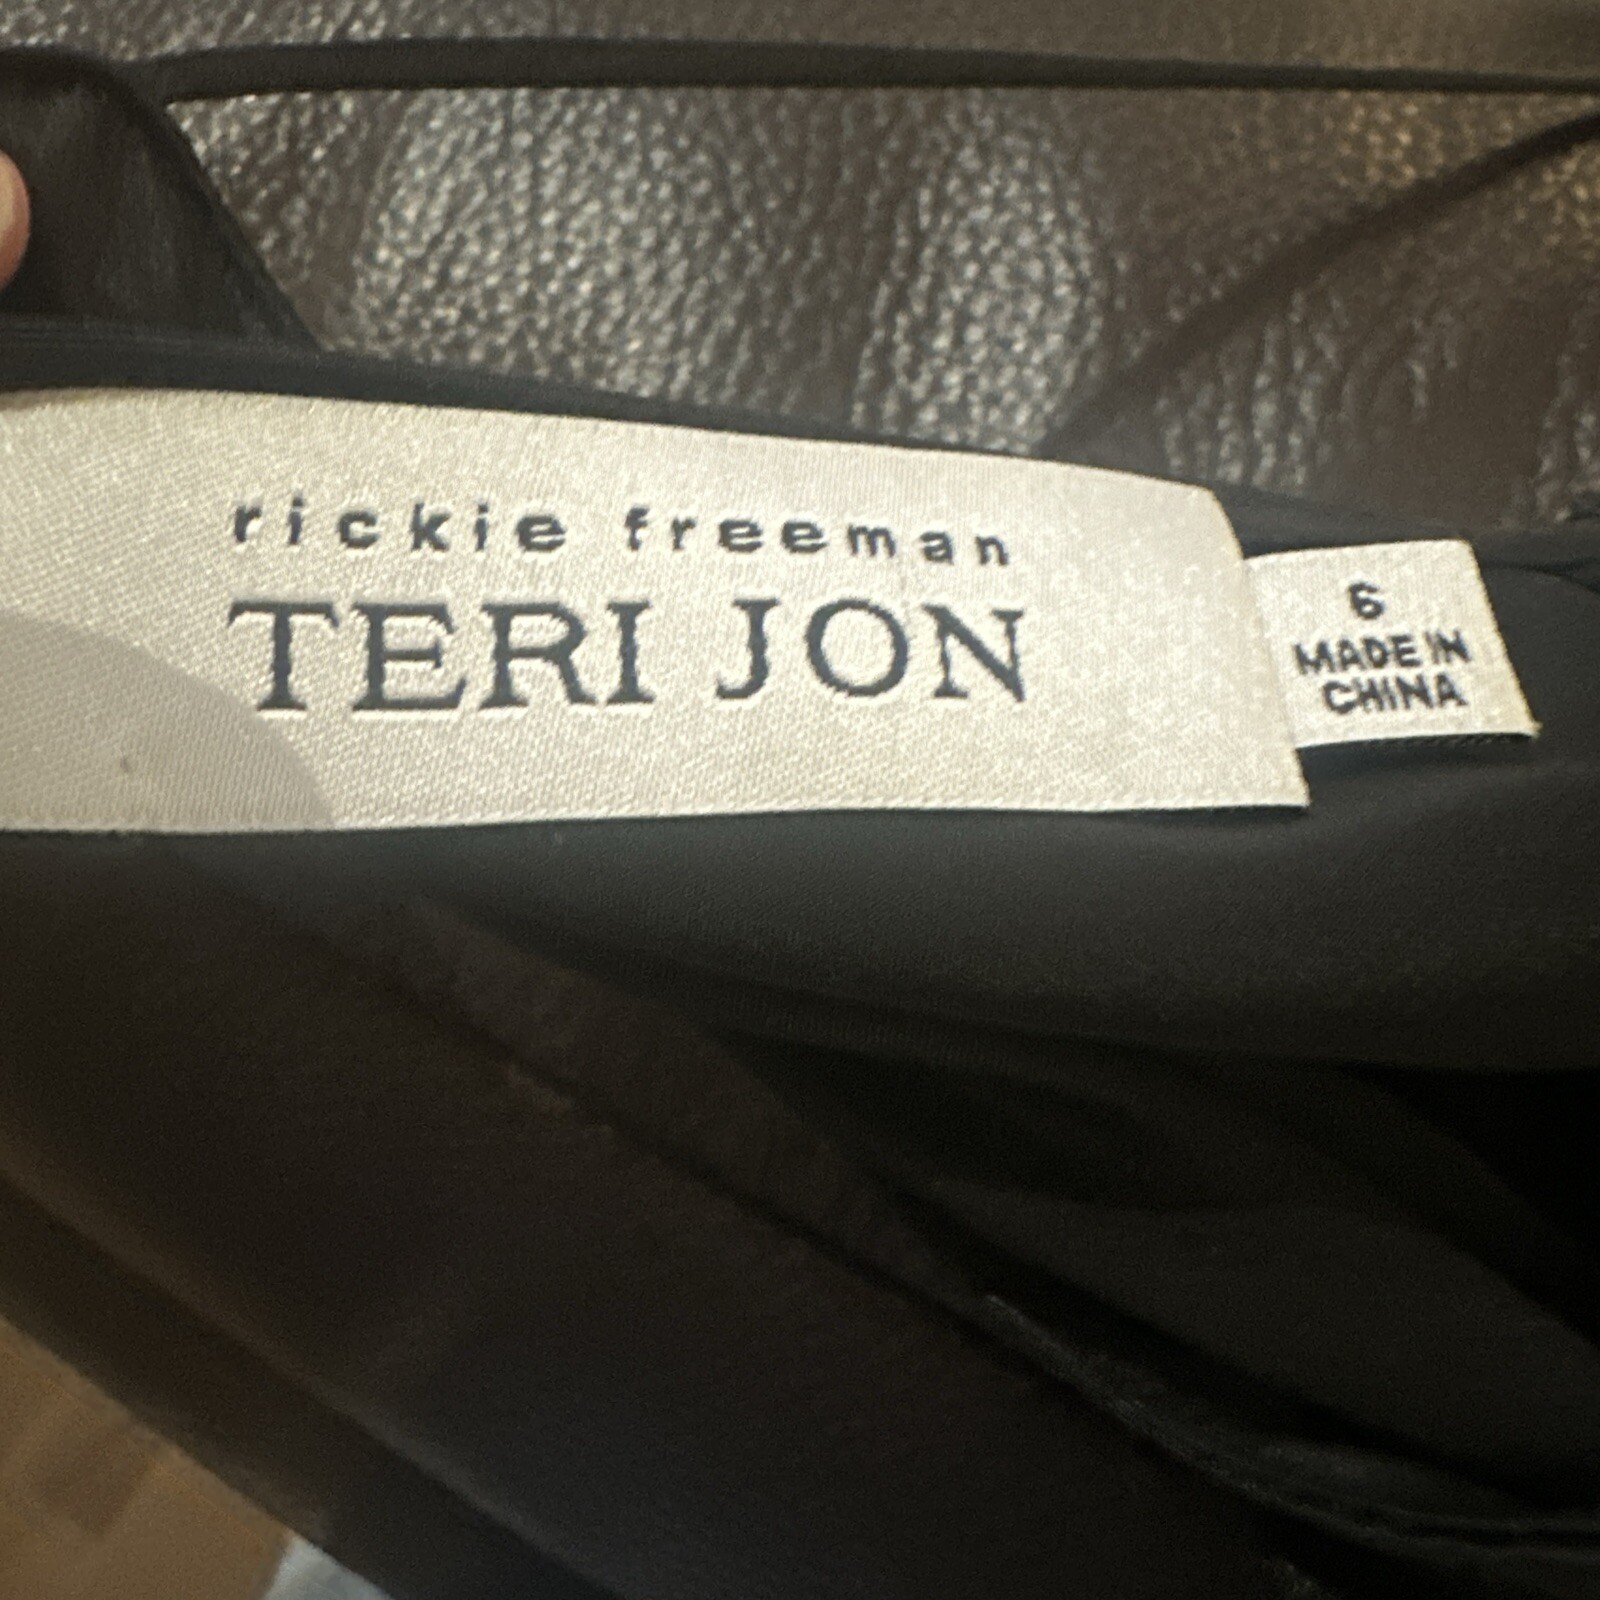 rickie freeman
TERI JON
6
MADE IN
CHINA